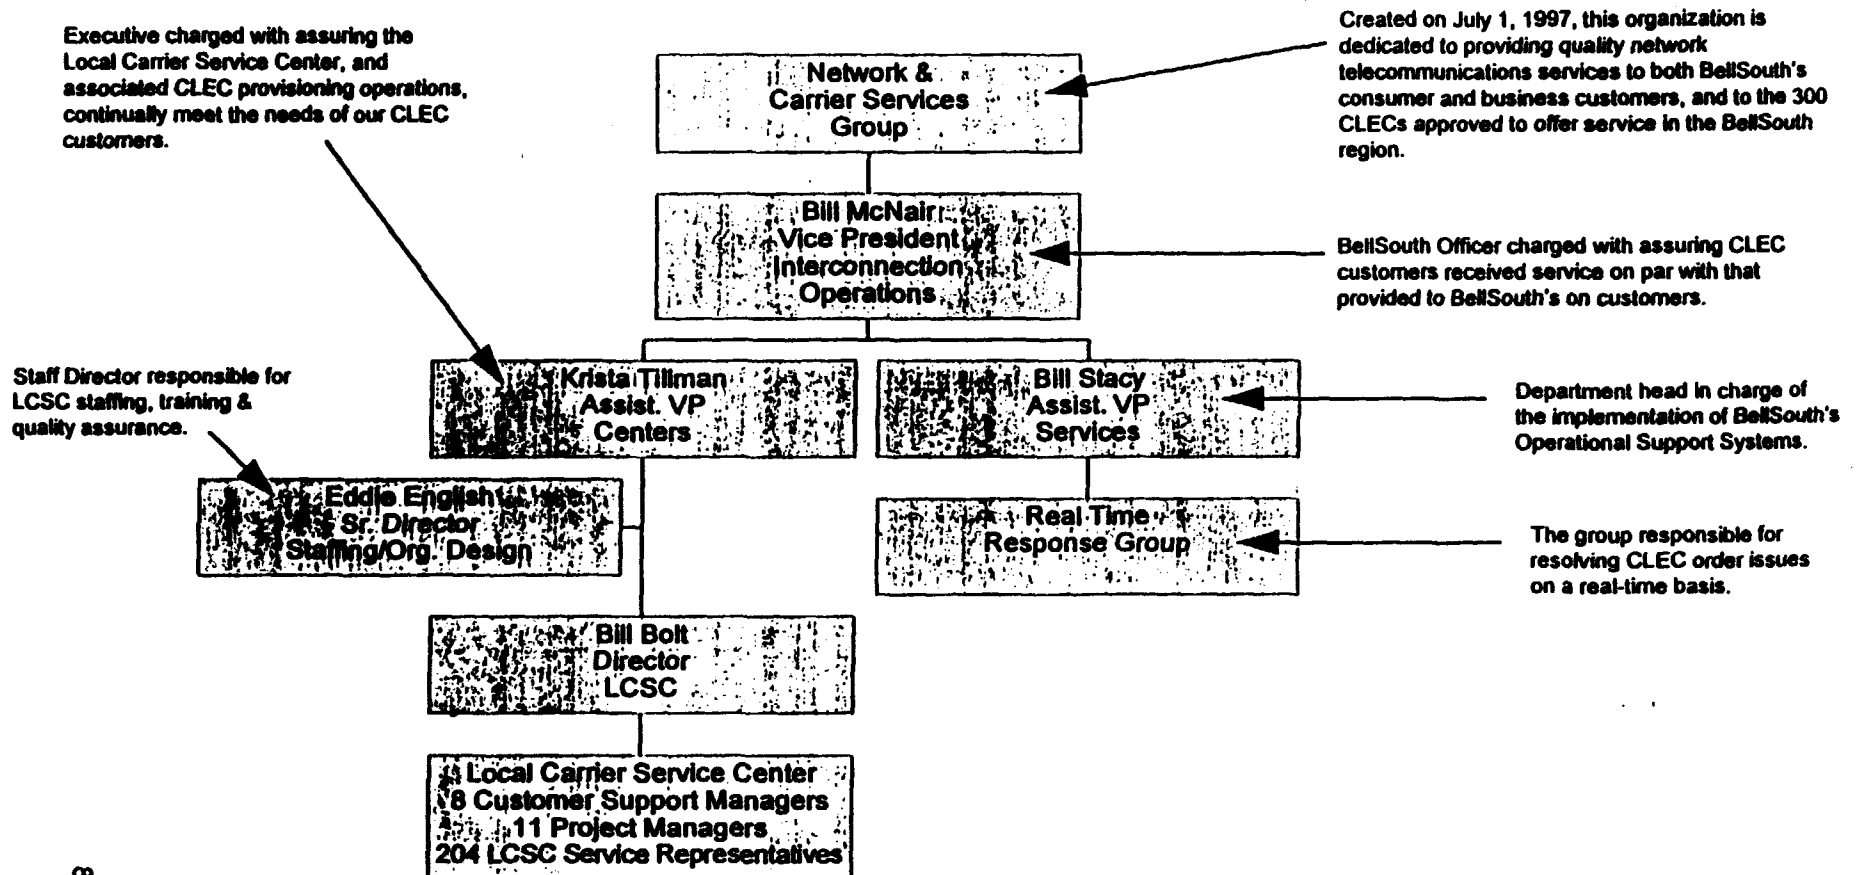 Executive charged with assuring the
Local Carrier Service Center, and
associated CLEC provisioning operations,
continually meet the needs of our CLEC
customers.
Network &
Carrier Services
Group
Created on July 1, 1997, this organization is
dedicated to providing quality network
telecommunications services to both BellSouth's
consumer and business customers, and to the 300
CLECs approved to offer service in the BellSouth
region.
Bill McNair
Vice President
Interconnection
Operations
BellSouth Officer charged with assuring CLEC
customers received service on par with that
provided to BellSouth's on customers.
Staff Director responsible for
LCSC staffing, training &
quality assurance.
Krista Tillman
Assist. VP
Centers
Bill Stacy
Assist. VP
Services
Department head in charge of
the implementation of BellSouth's
Operational Support Systems.
Eddie English
Sr. Director
Staffing/Org. Design
Real Time
Response Group
The group responsible for
resolving CLEC order issues
on a real-time basis.
Bill Bolt
Director
LCSC
Local Carrier Service Center
8 Customer Support Managers
11 Project Managers
204 LCSC Service Representatives
8